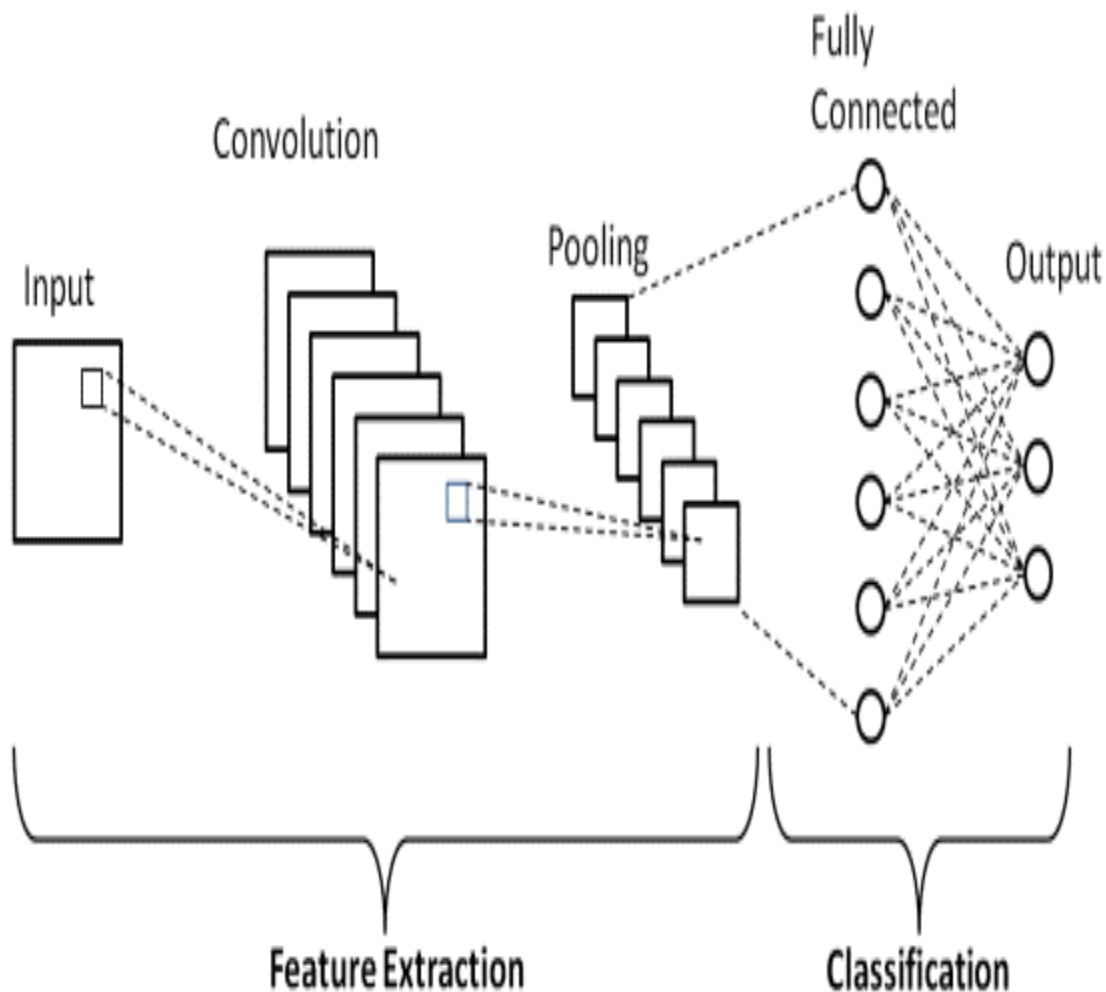 Fully
Connected
Convolution
Pooling
Output
Input
Feature Extraction
Classification